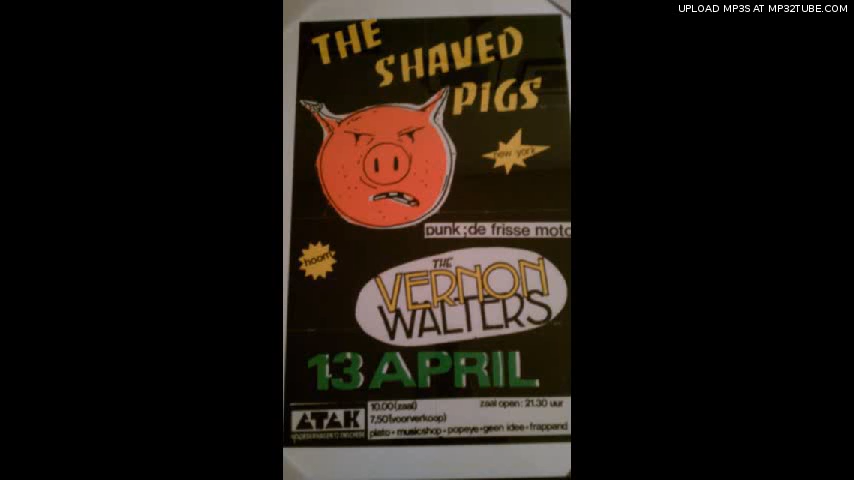 UPLOAD MP3S AT MP32TUBE.COM
THE
SHAVED
PIGS
new york
punk ; de frisse moto
hoorn
THE
VERNON
WALTERS
13 APRIL
ATAK
10.00 (zaal)
zaal open: 21.30 uur
7.50 (voorverkoop)
plato • musicshop • popeye • geen idee • frappand